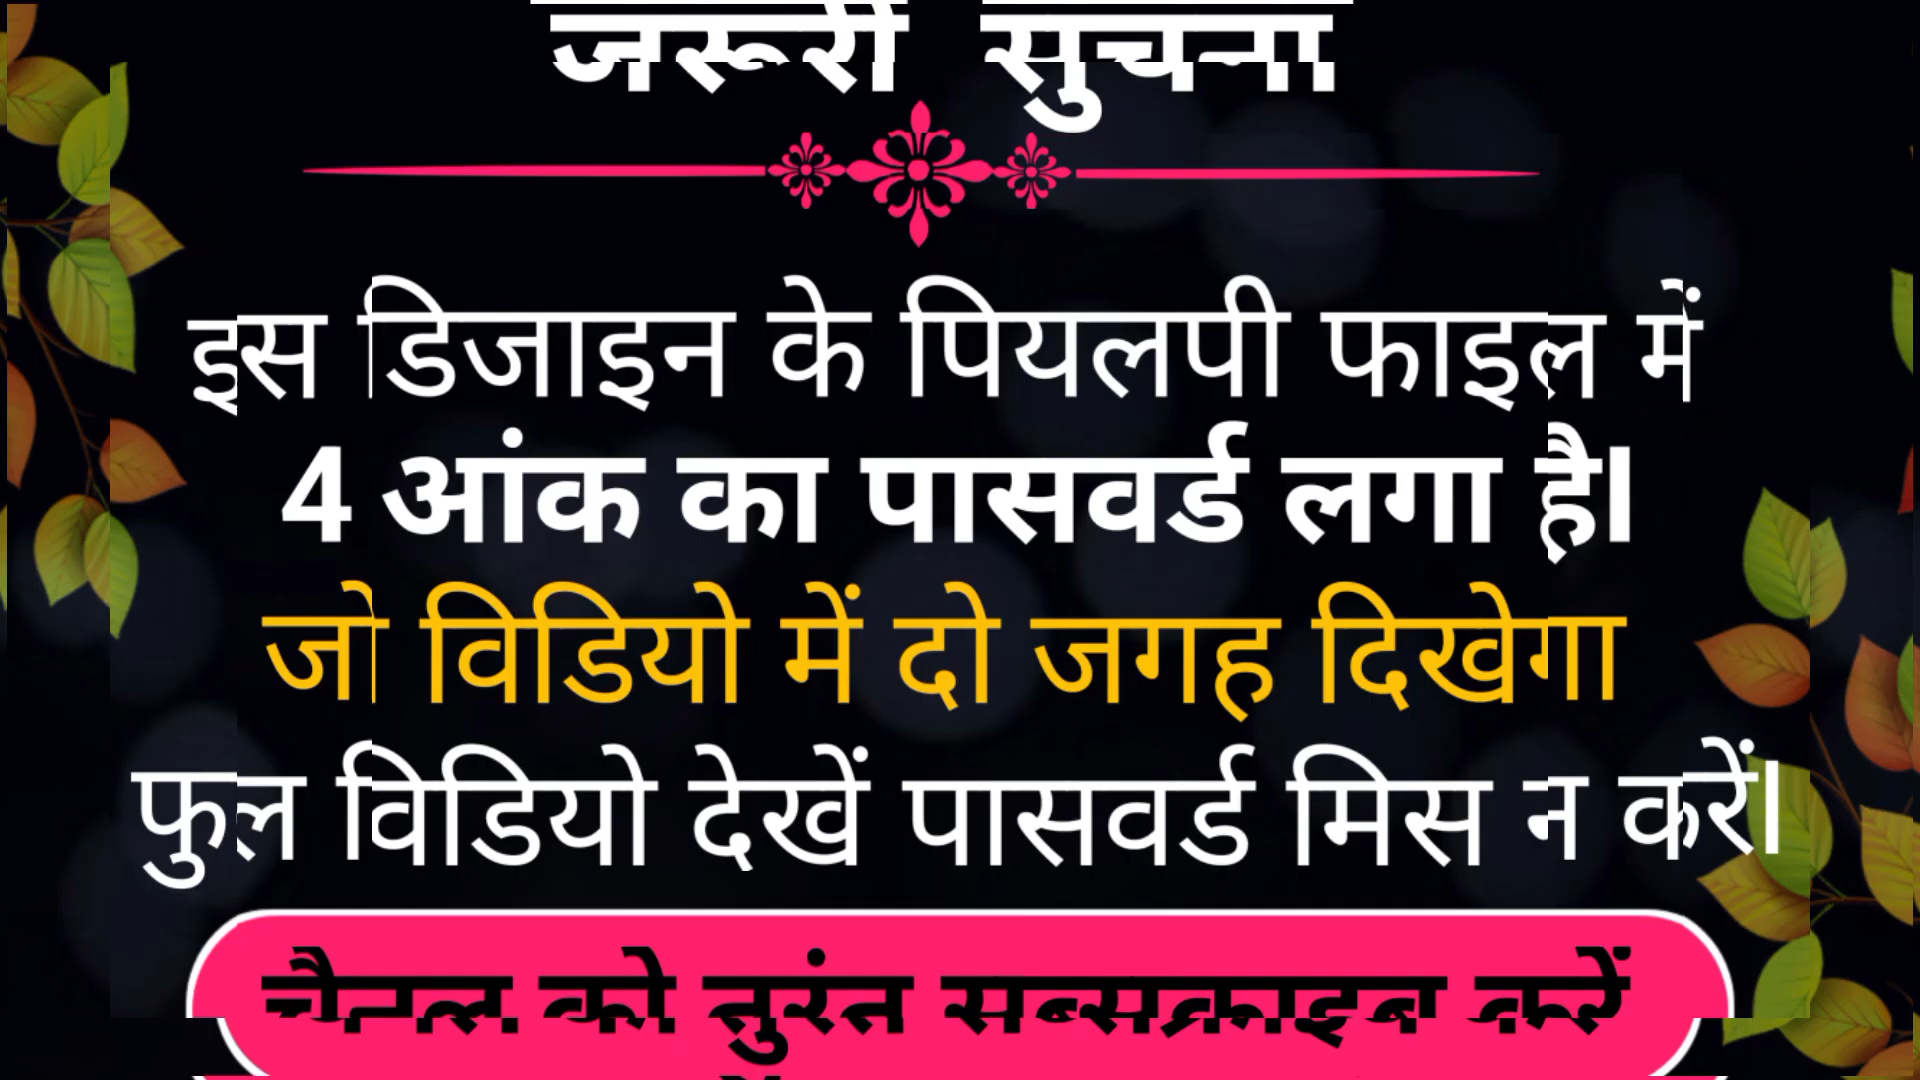 जरूरी सुचना
इस डिजाइन के पियलपी फाइल में
4 आंक का पासवर्ड लगा है।
जो विडियो में दो जगह दिखेगा
फुल विडियो देखें पासवर्ड मिस न करें।
चैनल को तुरंत सब्सक्राइब करें